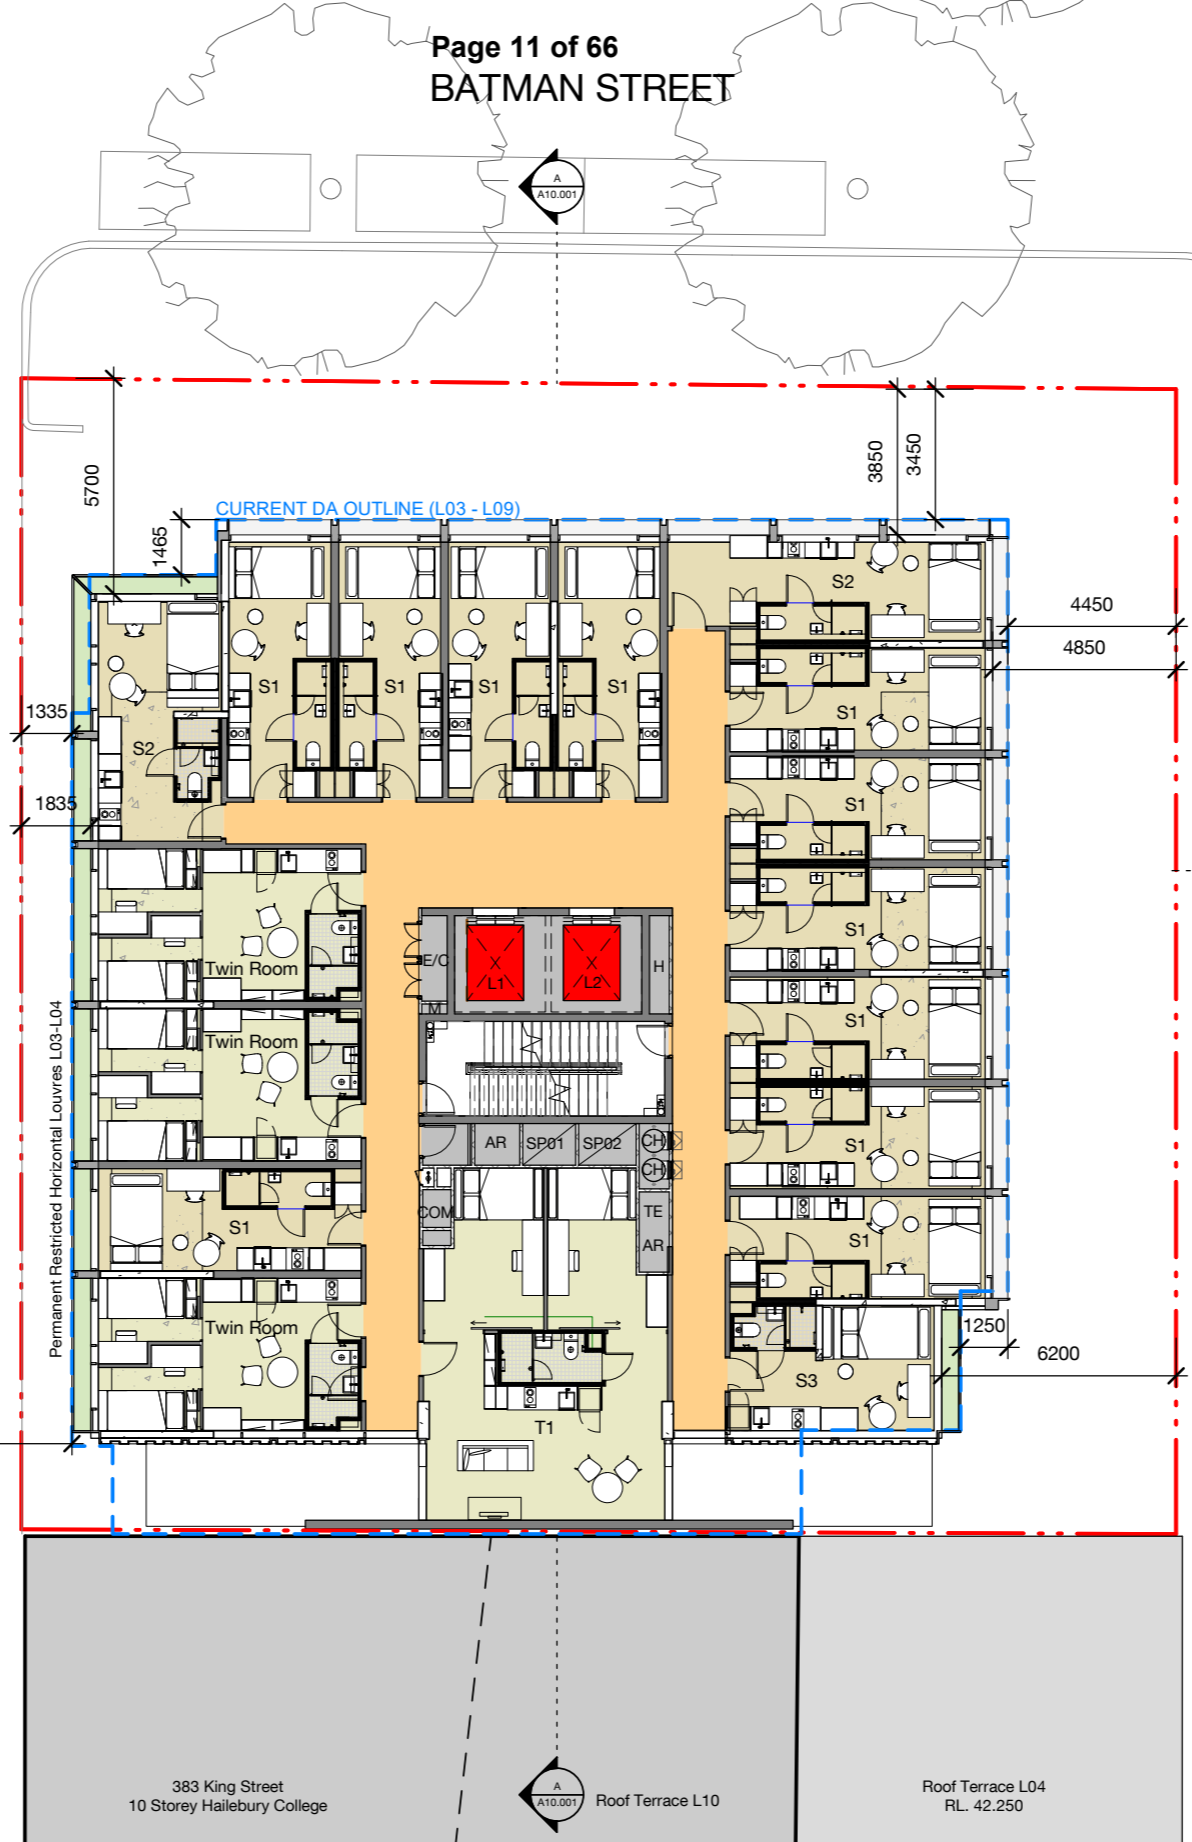 Page 11 of 66
BATMAN STREET
A
A10.001
5700
3850
3450
CURRENT DA OUTLINE (L03 - L09)
1465
S2
4450
4850
S1
S1
S1
S1
S1
1335
S2
1835
S1
Twin Room
E/C
L1
L2
H
S1
M
Permanent Restricted Horizontal Louvres L03-L04
Twin Room
S1
AR
SP01
SP02
CH
CH
S1
COM
TE
AR
S1
S1
Twin Room
1250
6200
S3
T1
383 King Street
10 Storey Hailebury College
A
A10.001
Roof Terrace L10
Roof Terrace L04
RL. 42.250